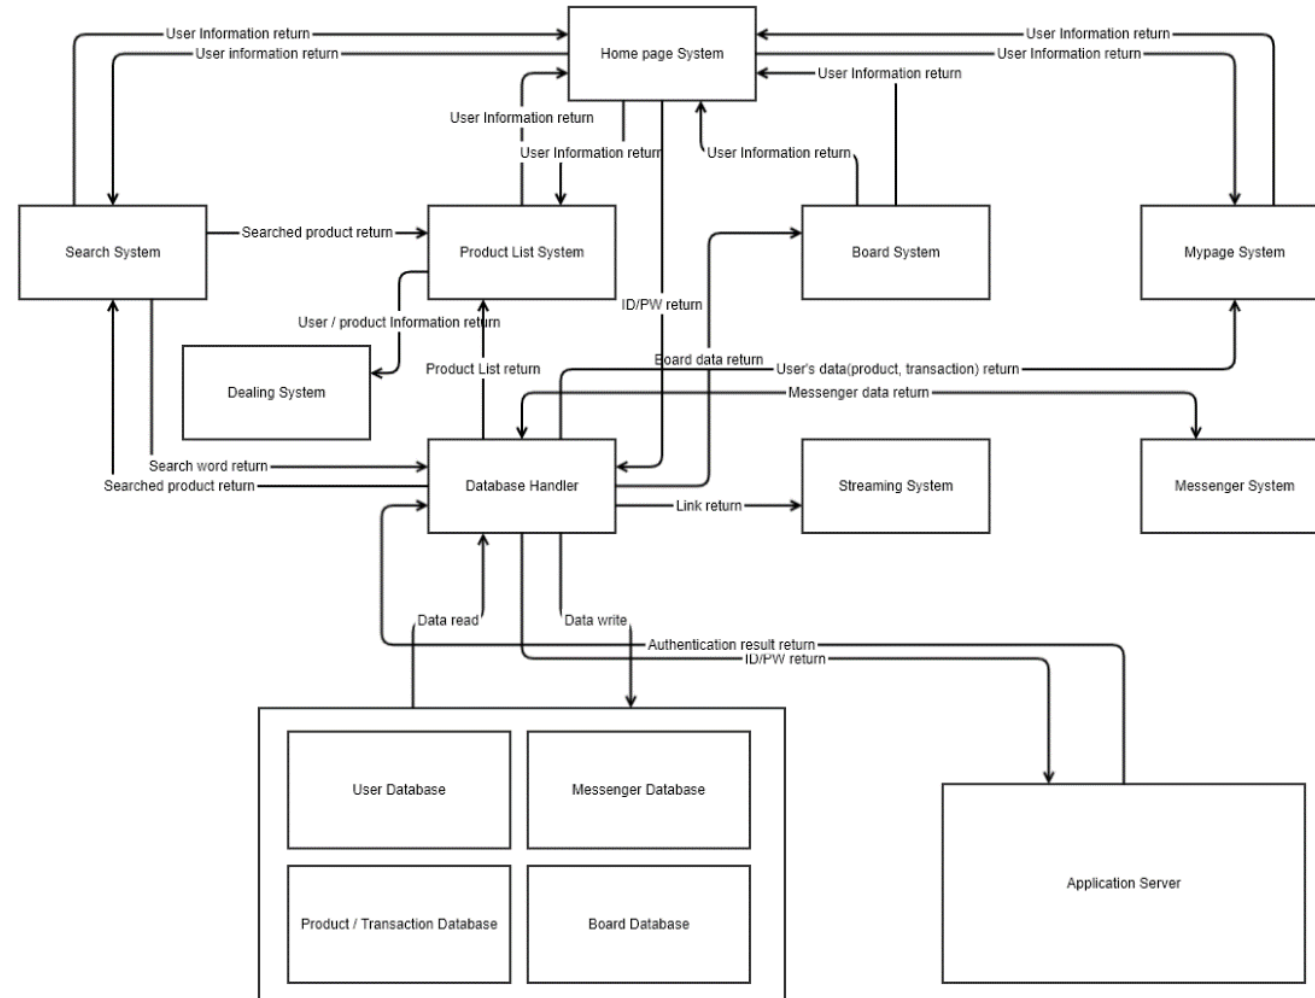 User Information return
User Information return
Home page System
User information return
User Information return
User Information return
User Information return
User Information return
User Information return
Searched product return
Search System
Product List System
Board System
Mypage System
ID/PW return
User / product Information return
Board data return
Product List return
User's data(product, transaction) return
Dealing System
Messenger data return
Search word return
Searched product return
Database Handler
Streaming System
Messenger System
Link return
Data read
Data write
Authentication result return
ID/PW return
User Database
Messenger Database
Application Server
Product / Transaction Database
Board Database